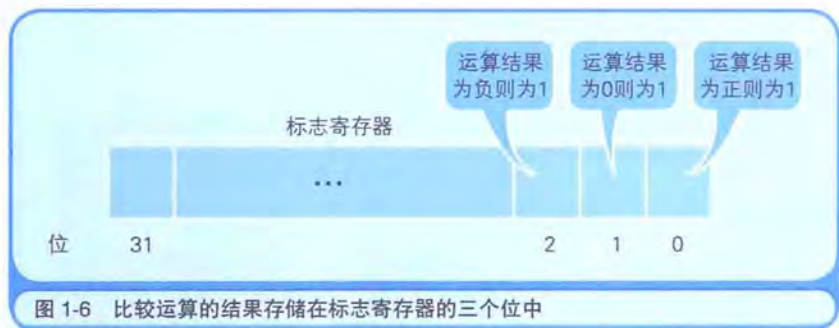 运算结果
为负则为1
运算结果
为0则为1
运算结果
为正则为1
标志寄存器
...
位 31 2 1 0
图 1-6 比较运算的结果存储在标志寄存器的三个位中